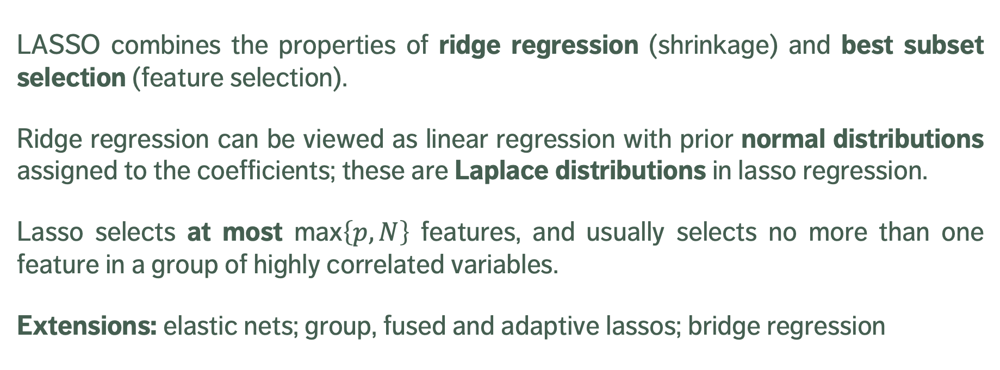 LASSO combines the properties of ridge regression (shrinkage) and best subset
selection (feature selection).
Ridge regression can be viewed as linear regression with prior normal distributions
assigned to the coefficients; these are Laplace distributions in lasso regression.
Lasso selects at most max{p, N} features, and usually selects no more than one
feature in a group of highly correlated variables.
Extensions: elastic nets; group, fused and adaptive lassos; bridge regression